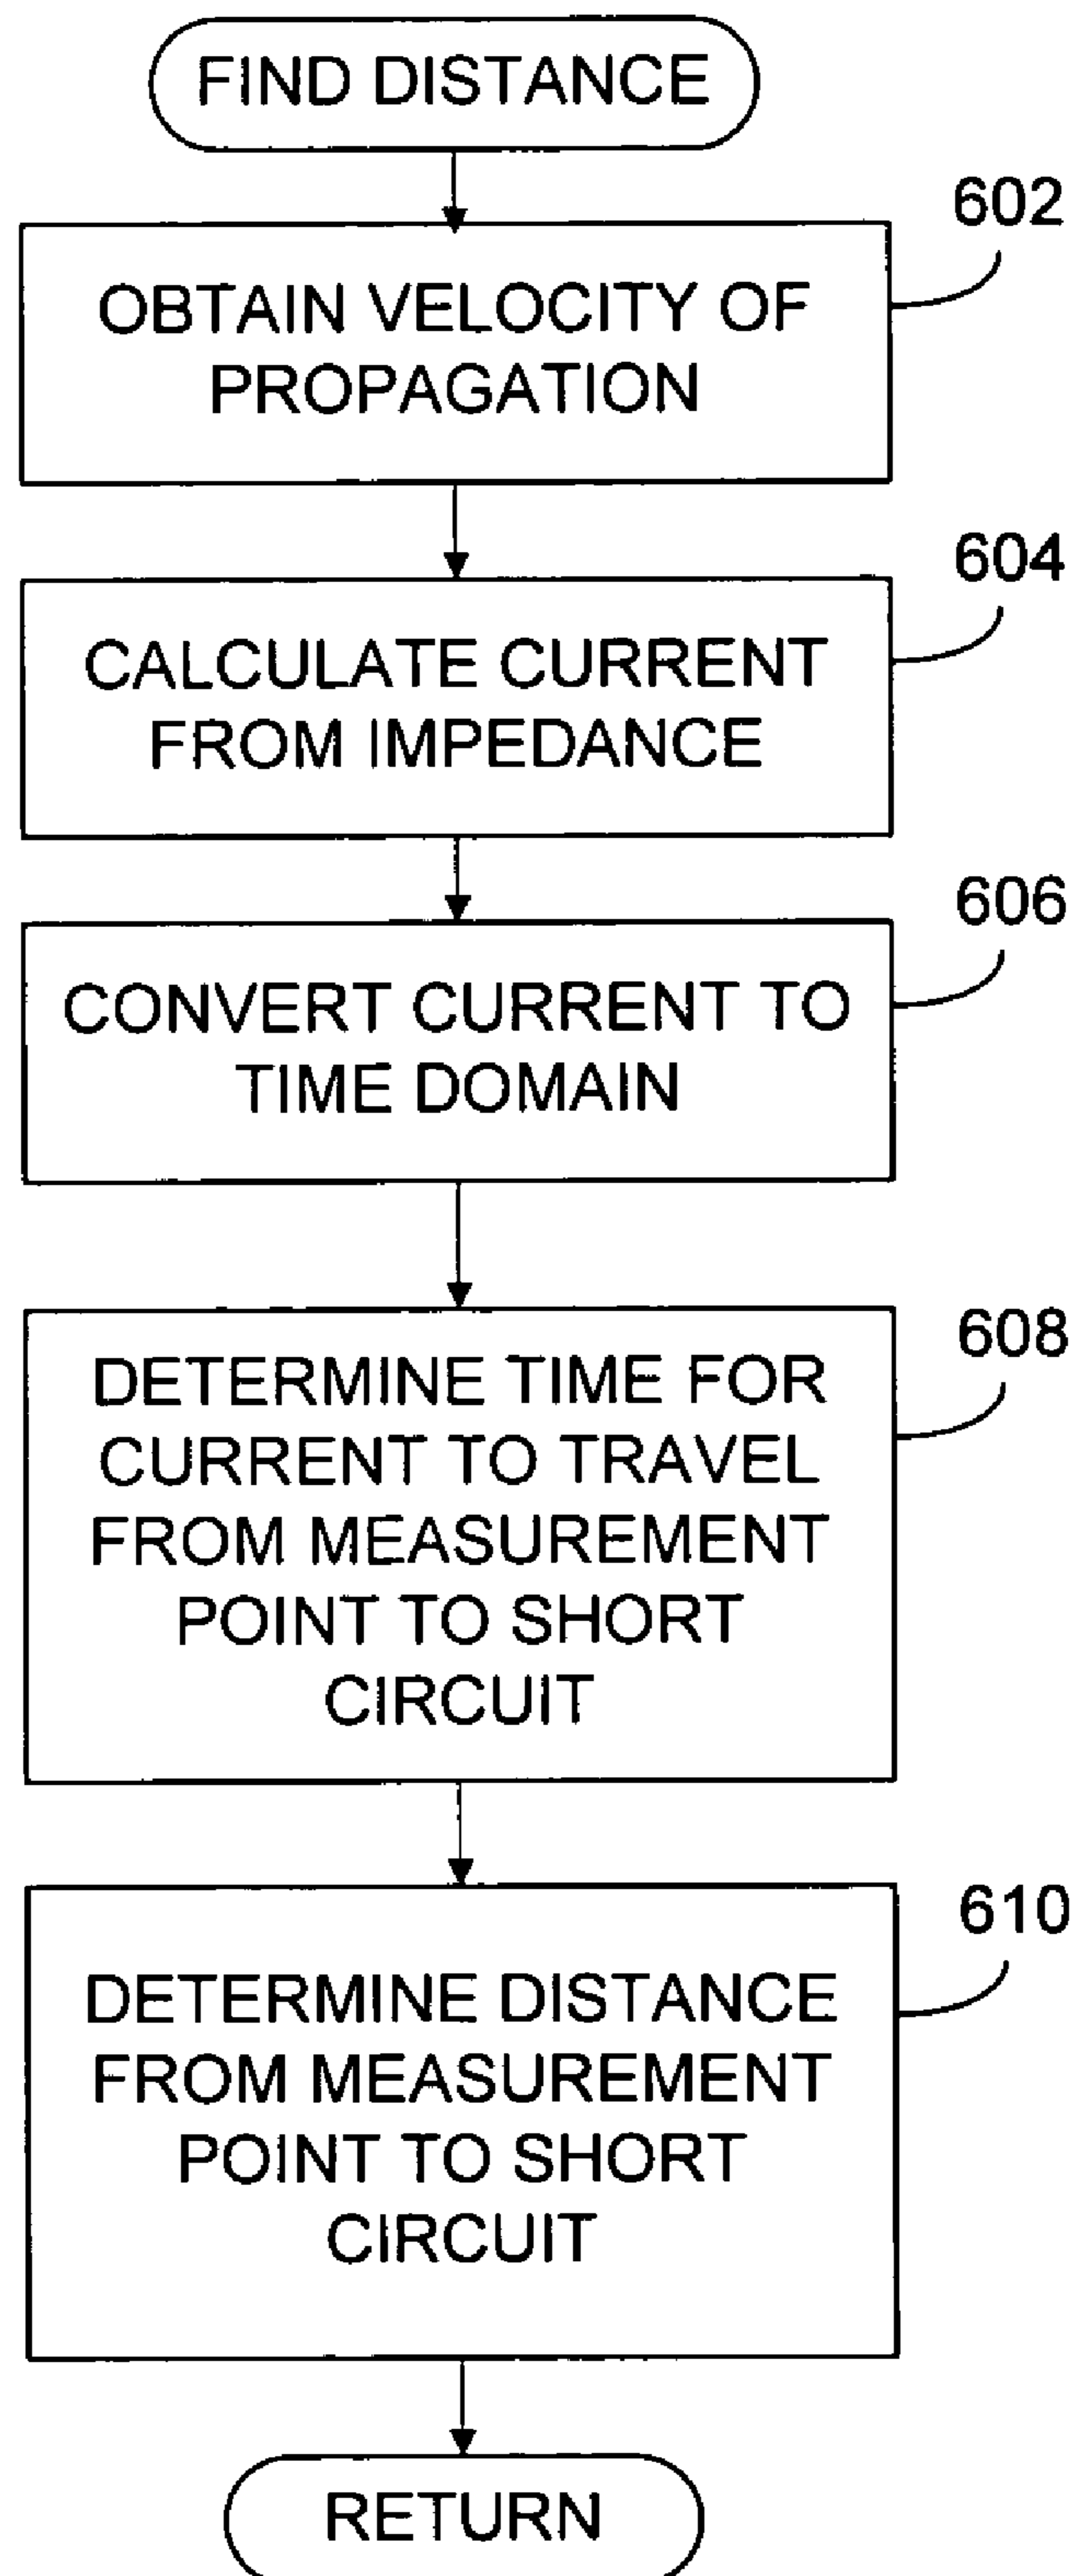 FIND DISTANCE
602
OBTAIN VELOCITY OF
PROPAGATION
604
CALCULATE CURRENT
FROM IMPEDANCE
606
CONVERT CURRENT TO
TIME DOMAIN
608
DETERMINE TIME FOR
CURRENT TO TRAVEL
FROM MEASUREMENT
POINT TO SHORT
CIRCUIT
610
DETERMINE DISTANCE
FROM MEASUREMENT
POINT TO SHORT
CIRCUIT
RETURN